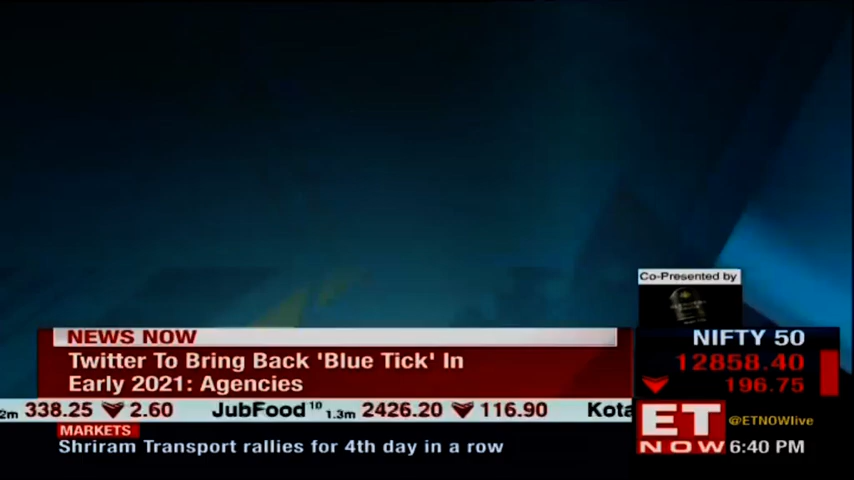 Co-Presented by
NEWS NOW
NIFTY 50
Twitter To Bring Back 'Blue Tick' In
12858.40
Early 2021: Agencies
196.75
2m 338.25 2.60 JubFood 10 1.3m 2426.20 116.90 Kota
ET
NOW
@ETNOWlive
MARKETS
Shriram Transport rallies for 4th day in a row
6:40 PM